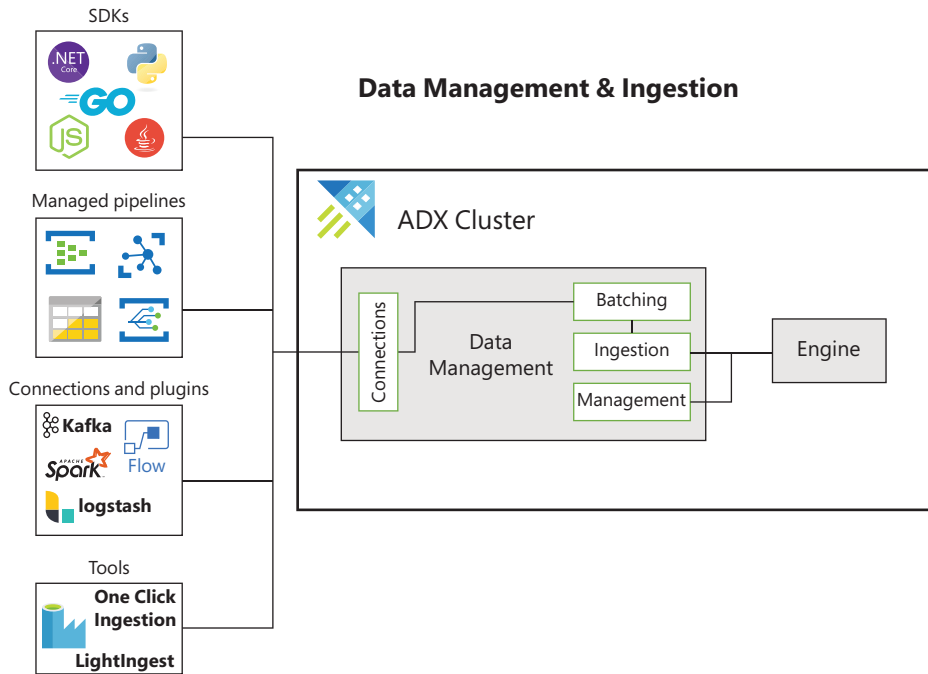 SDKs
.NET
Core
GO
JS
Data Management & Ingestion
Managed pipelines
ADX Cluster
Connections
Data
Management
Batching
Ingestion
Management
Engine
Connections and plugins
Kafka
APACHE
Spark
Flow
logstash
Tools
One Click
Ingestion
LightIngest